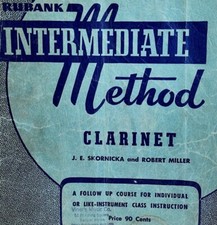 RUBANK
INTERMEDIATE
Method
CLARINET
J. E. SKORNICKA and ROBERT MILLER
A FOLLOW UP COURSE FOR INDIVIDUAL
OR LIKE-INSTRUMENT CLASS INSTRUCTION
Price 90 Cents